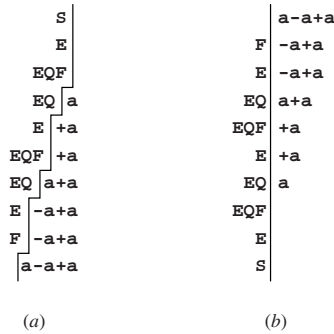 S
E
EQF
EQ a
E +a
EQF +a
EQ a+a
E -a+a
F -a+a
a-a+a
(a)
a-a+a
F -a+a
E -a+a
EQ a+a
EQF +a
E +a
EQ a
EQF
E
S
(b)